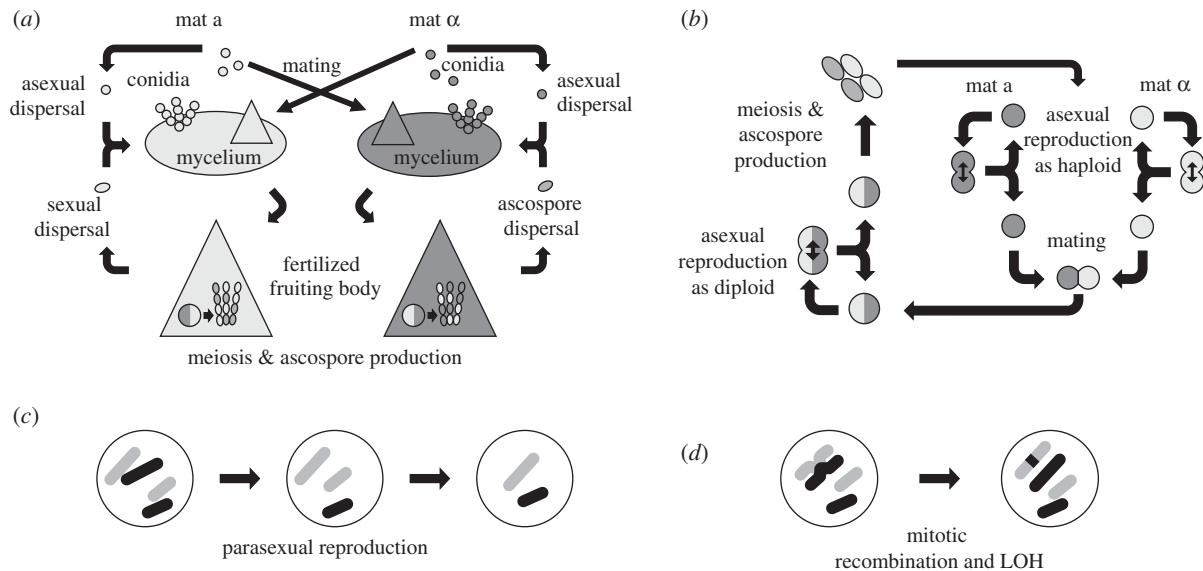 (a)
mat a
mat α
conidia
mating
conidia
asexual
dispersal
asexual
dispersal
mycelium
mycelium
sexual
dispersal
ascospore
dispersal
fertilized
fruiting body
meiosis & ascospore production
(b)
mat a
mat α
meiosis &
ascospore
production
asexual
reproduction
as haploid
asexual
reproduction
as diploid
mating
(c)
parasexual reproduction
(d)
mitotic
recombination and LOH